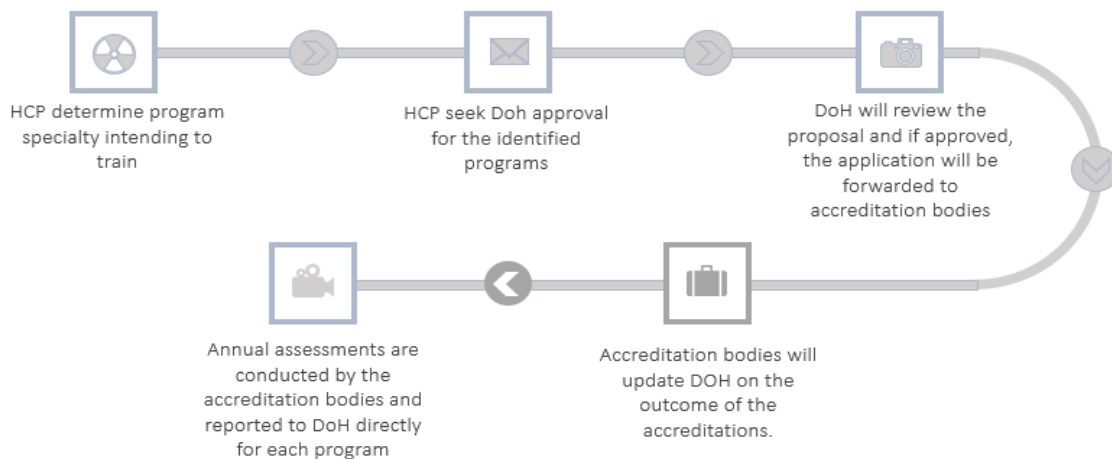 HCP determine program
specialty intending to
train
HCP seek Doh approval
for the identified
programs
DoH will review the
proposal and if approved,
the application will be
forwarded to
accreditation bodies
Accreditation bodies will
update DOH on the
outcome of the
accreditations.
Annual assessments are
conducted by the
accreditation bodies and
reported to DoH directly
for each program